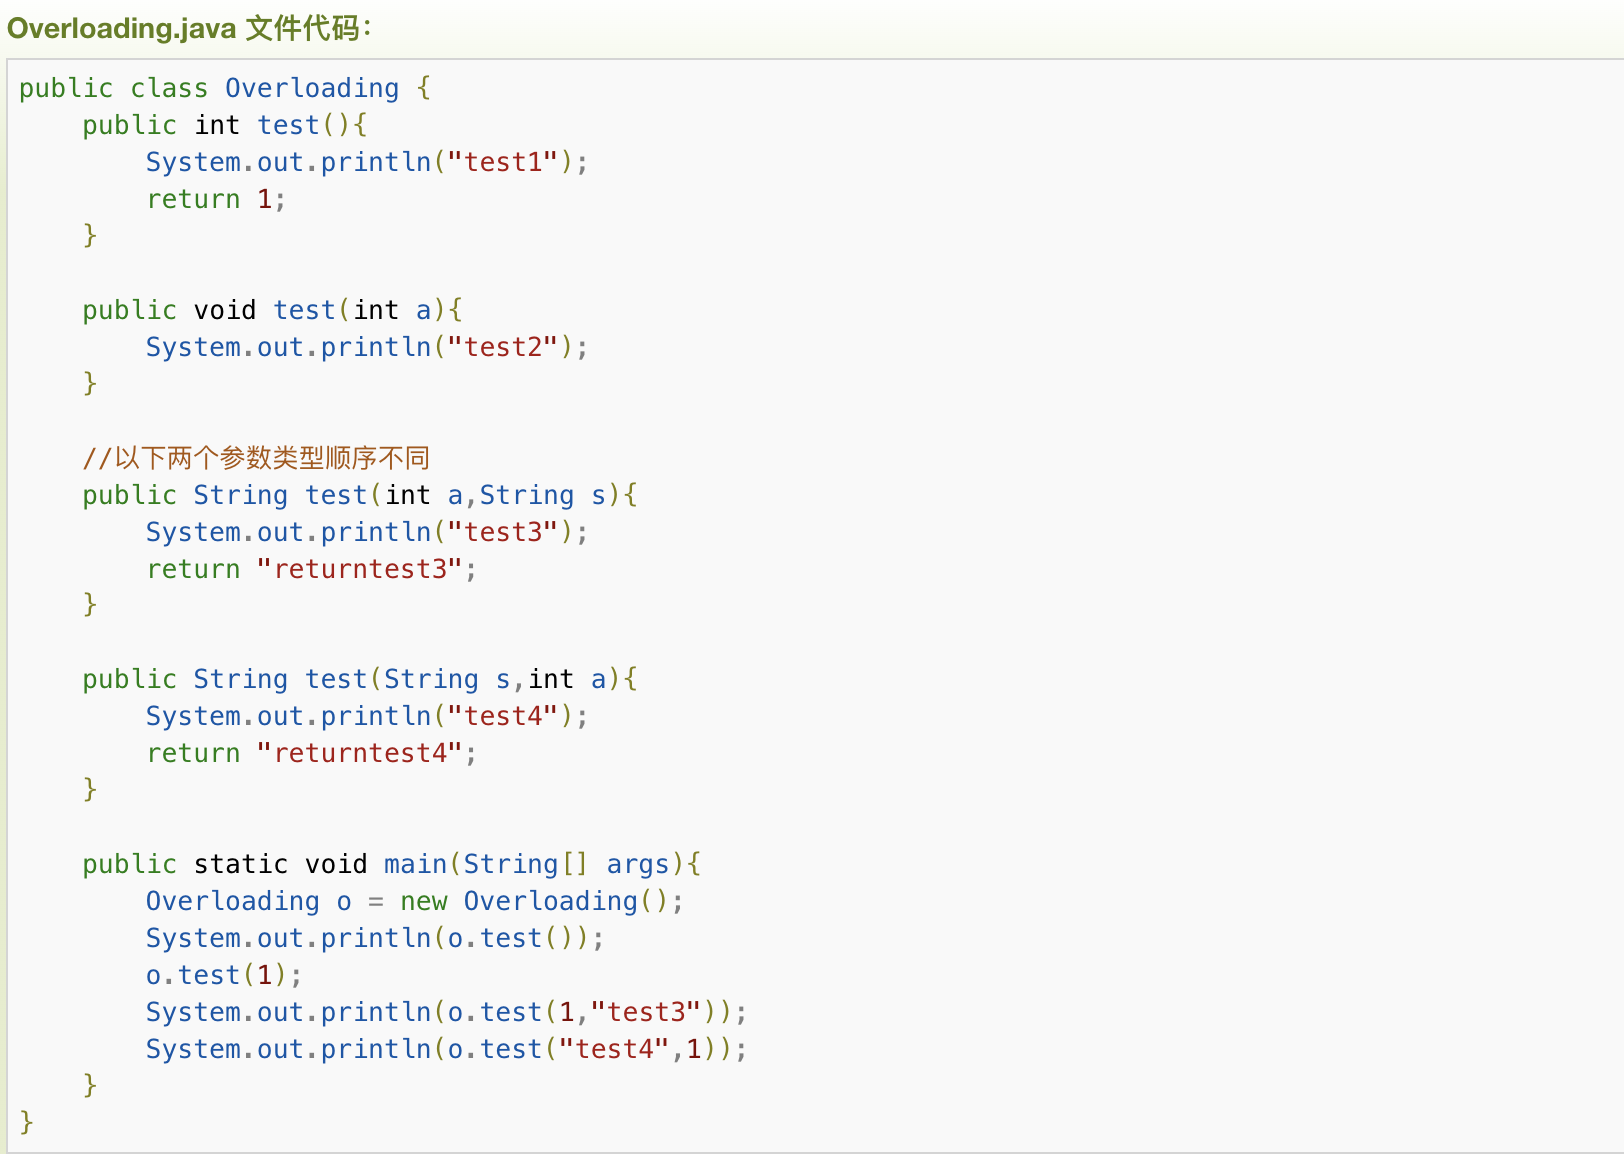 Overloading.java 文件代码：
public class Overloading {
    public int test(){
        System.out.println("test1");
        return 1;
    }

    public void test(int a){
        System.out.println("test2");
    }

    //以下两个参数类型顺序不同
    public String test(int a,String s){
        System.out.println("test3");
        return "returntest3";
    }

    public String test(String s,int a){
        System.out.println("test4");
        return "returntest4";
    }

    public static void main(String[] args){
        Overloading o = new Overloading();
        System.out.println(o.test());
        o.test(1);
        System.out.println(o.test(1,"test3"));
        System.out.println(o.test("test4",1));
    }
}